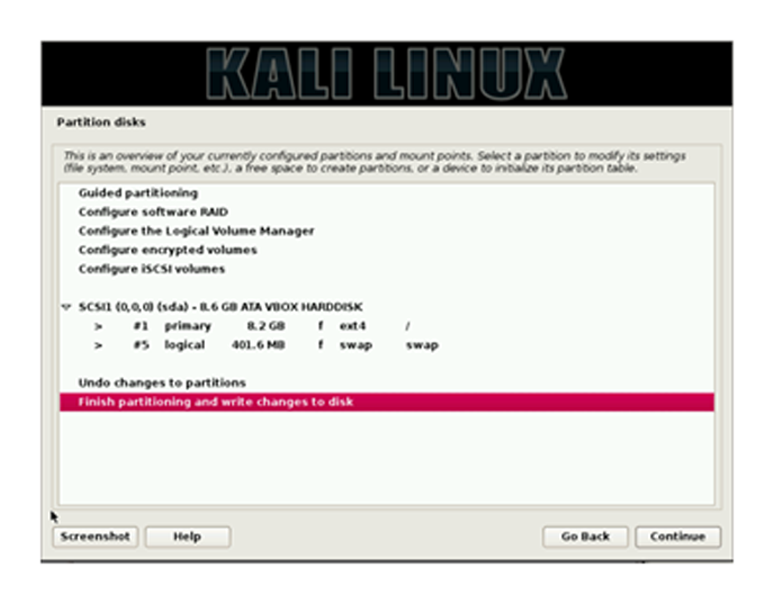 KALI LINUX
Partition disks
This is an overview of your currently configured partitions and mount points. Select a partition to modify its settings
(file system, mount point, etc.), a free space to create partitions, or a device to initialize its partition table.
Guided partitioning
Configure software RAID
Configure the Logical Volume Manager
Configure encrypted volumes
Configure iSCSI volumes
SCSI1 (0,0,0) (sda) - 8.6 GB ATA VBOX HARDDISK
> #1 primary 8.2 GB f ext4 /
> #5 logical 401.6 MB f swap swap
Undo changes to partitions
Finish partitioning and write changes to disk
Screenshot Help Go Back Continue